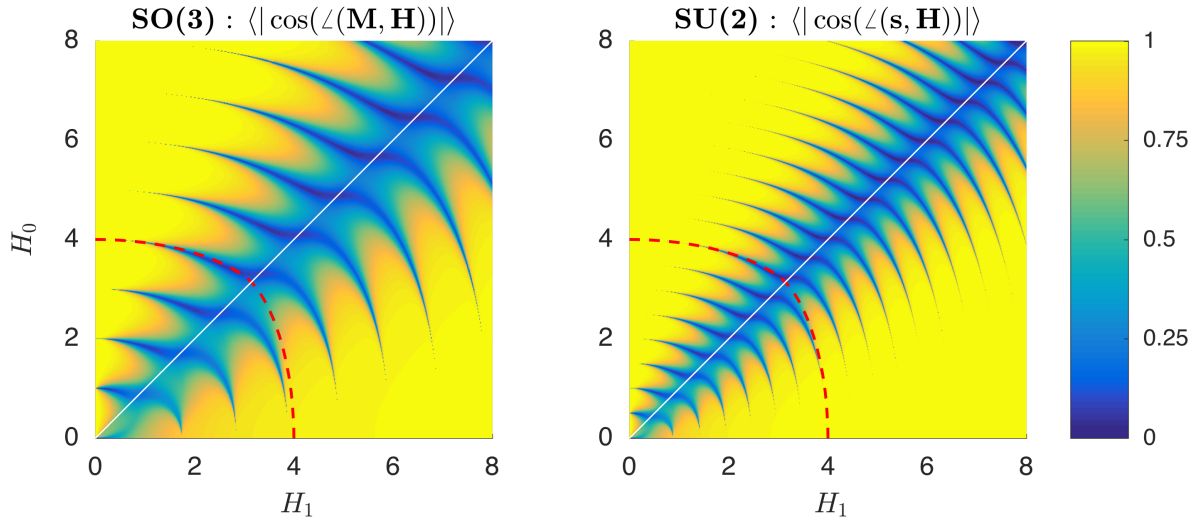 SO(3) : ⟨| cos(∠(M, H))|⟩
SU(2) : ⟨| cos(∠(s, H))|⟩
8
6
4
2
0
H₀
0 2 4 6 8
H₁
8
6
4
2
0
0 2 4 6 8
H₁
1
0.75
0.5
0.25
0